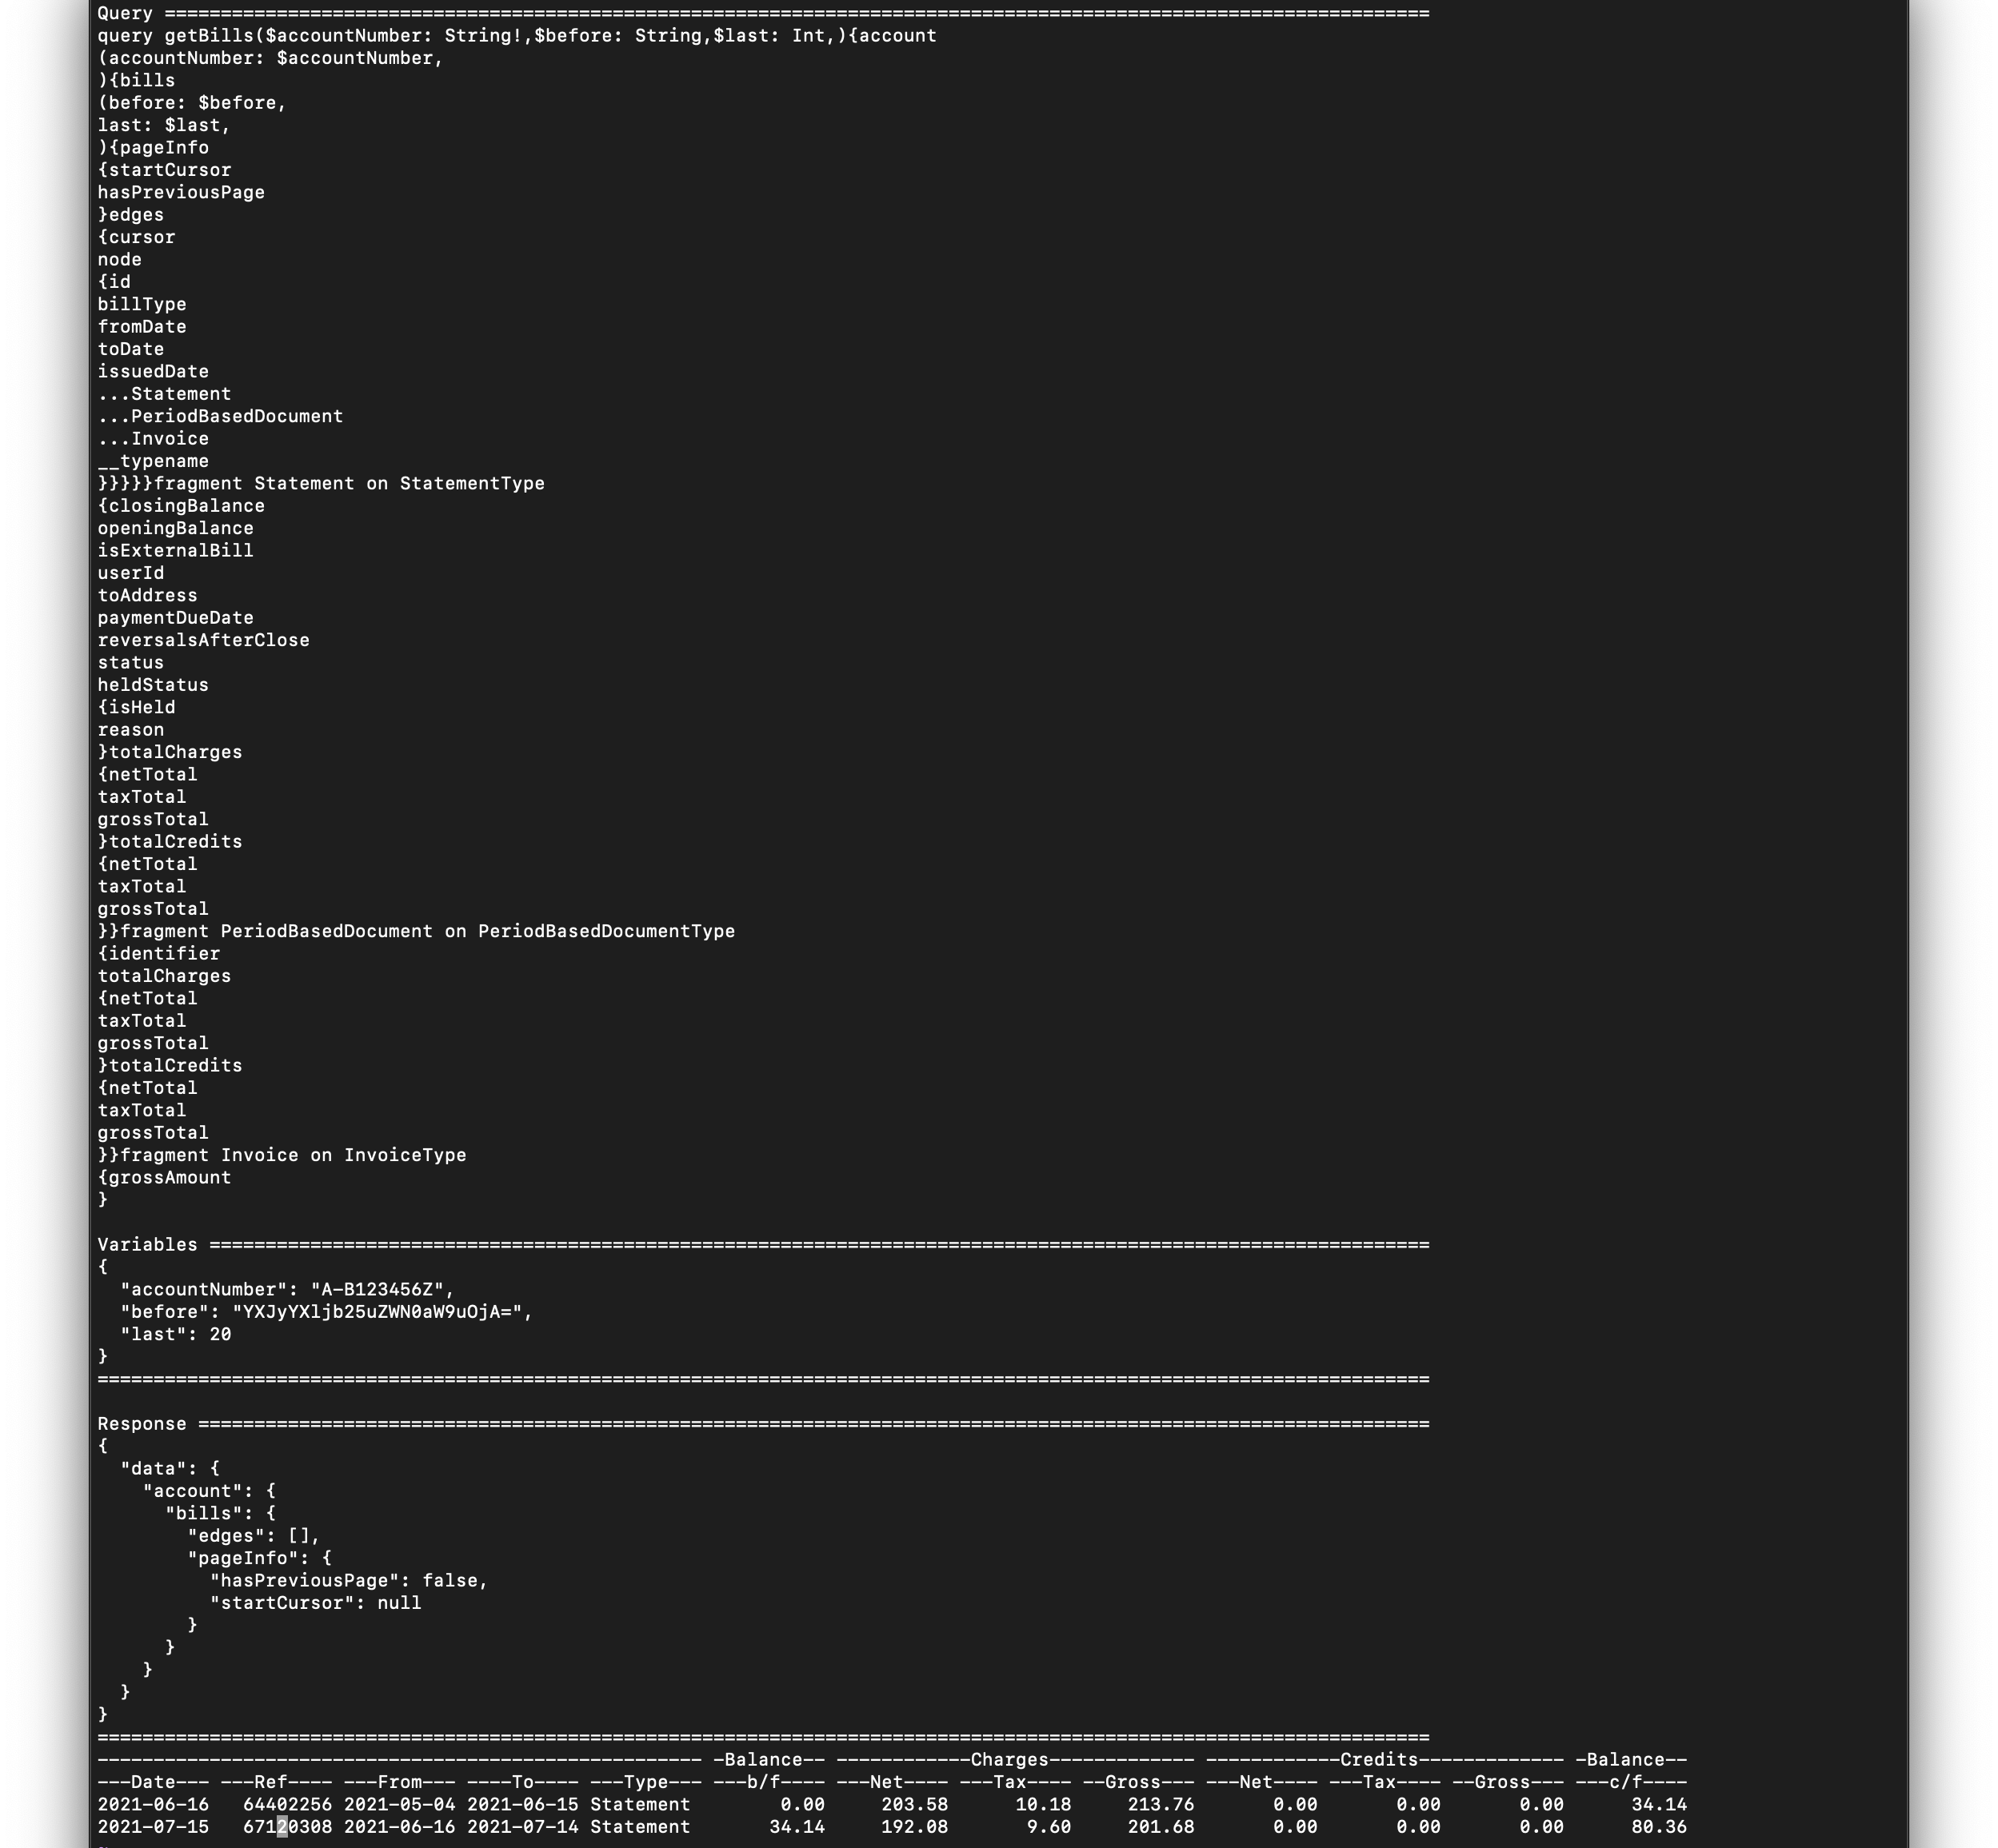 Query =================================================================================================================
query getBills($accountNumber: String!,$before: String,$last: Int,){account
(accountNumber: $accountNumber,
){bills
(before: $before,
last: $last,
){pageInfo
{startCursor
hasPreviousPage
}edges
{cursor
node
{id
billType
fromDate
toDate
issuedDate
...Statement
...PeriodBasedDocument
...Invoice
__typename
}}}}}fragment Statement on StatementType
{closingBalance
openingBalance
isExternalBill
userId
toAddress
paymentDueDate
reversalsAfterClose
status
heldStatus
{isHeld
reason
}totalCharges
{netTotal
taxTotal
grossTotal
}totalCredits
{netTotal
taxTotal
grossTotal
}}fragment PeriodBasedDocument on PeriodBasedDocumentType
{identifier
totalCharges
{netTotal
taxTotal
grossTotal
}totalCredits
{netTotal
taxTotal
grossTotal
}}fragment Invoice on InvoiceType
{grossAmount
}
Variables =============================================================================================================
{
  "accountNumber": "A-B123456Z",
  "before": "YXJyYXljb25uZWN0aW9uOjA=",
  "last": 20
}
=======================================================================================================================
Response ==============================================================================================================
{
  "data": {
    "account": {
      "bills": {
        "edges": [],
        "pageInfo": {
          "hasPreviousPage": false,
          "startCursor": null
        }
      }
    }
  }
}
=======================================================================================================================
------------------------------------------------------ -Balance-- ------------Charges------------- ------------Credits------------- -Balance--
---Date--- ---Ref---- ---From--- ----To---- ---Type--- ---b/f---- ---Net---- ---Tax---- --Gross--- ---Net---- ---Tax---- --Gross--- ---c/f----
2021-06-16   64402256 2021-05-04 2021-06-15 Statement        0.00     203.58      10.18     213.76       0.00       0.00       0.00      34.14
2021-07-15   67120308 2021-06-16 2021-07-14 Statement       34.14     192.08       9.60     201.68       0.00       0.00       0.00      80.36